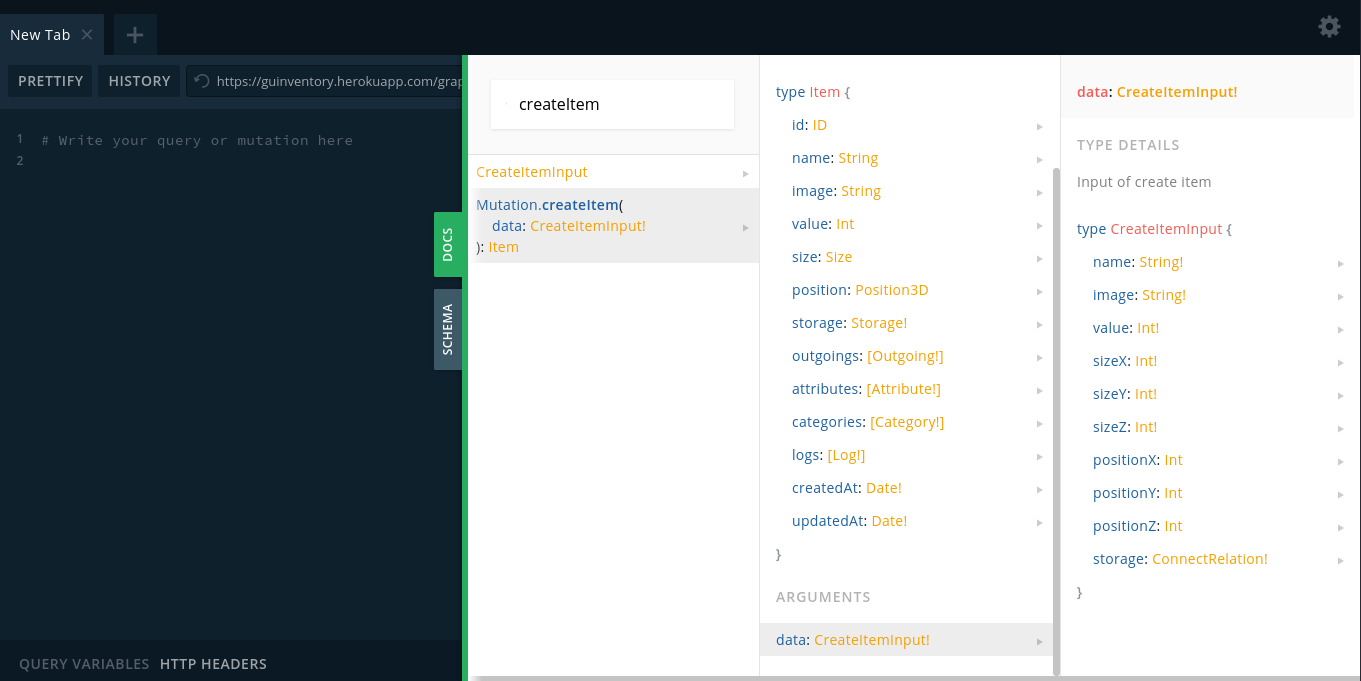 New Tab
PRETTIFY
HISTORY
https://guinventory.herokuapp.com/grap
1 # Write your query or mutation here
2
QUERY VARIABLES
HTTP HEADERS
DOCS
SCHEMA
createItem
CreateItemInput
Mutation.createItem(
data: CreateItemInput!
): Item
type Item {
id: ID
name: String
image: String
value: Int
size: Size
position: Position3D
storage: Storage!
outgoings: [Outgoing!]
attributes: [Attribute!]
categories: [Category!]
logs: [Log!]
createdAt: Date!
updatedAt: Date!
}
ARGUMENTS
data: CreateItemInput!
data: CreateItemInput!
TYPE DETAILS
Input of create item
type CreateItemInput {
name: String!
image: String!
value: Int!
sizeX: Int!
sizeY: Int!
sizeZ: Int!
positionX: Int
positionY: Int
positionZ: Int
storage: ConnectRelation!
}